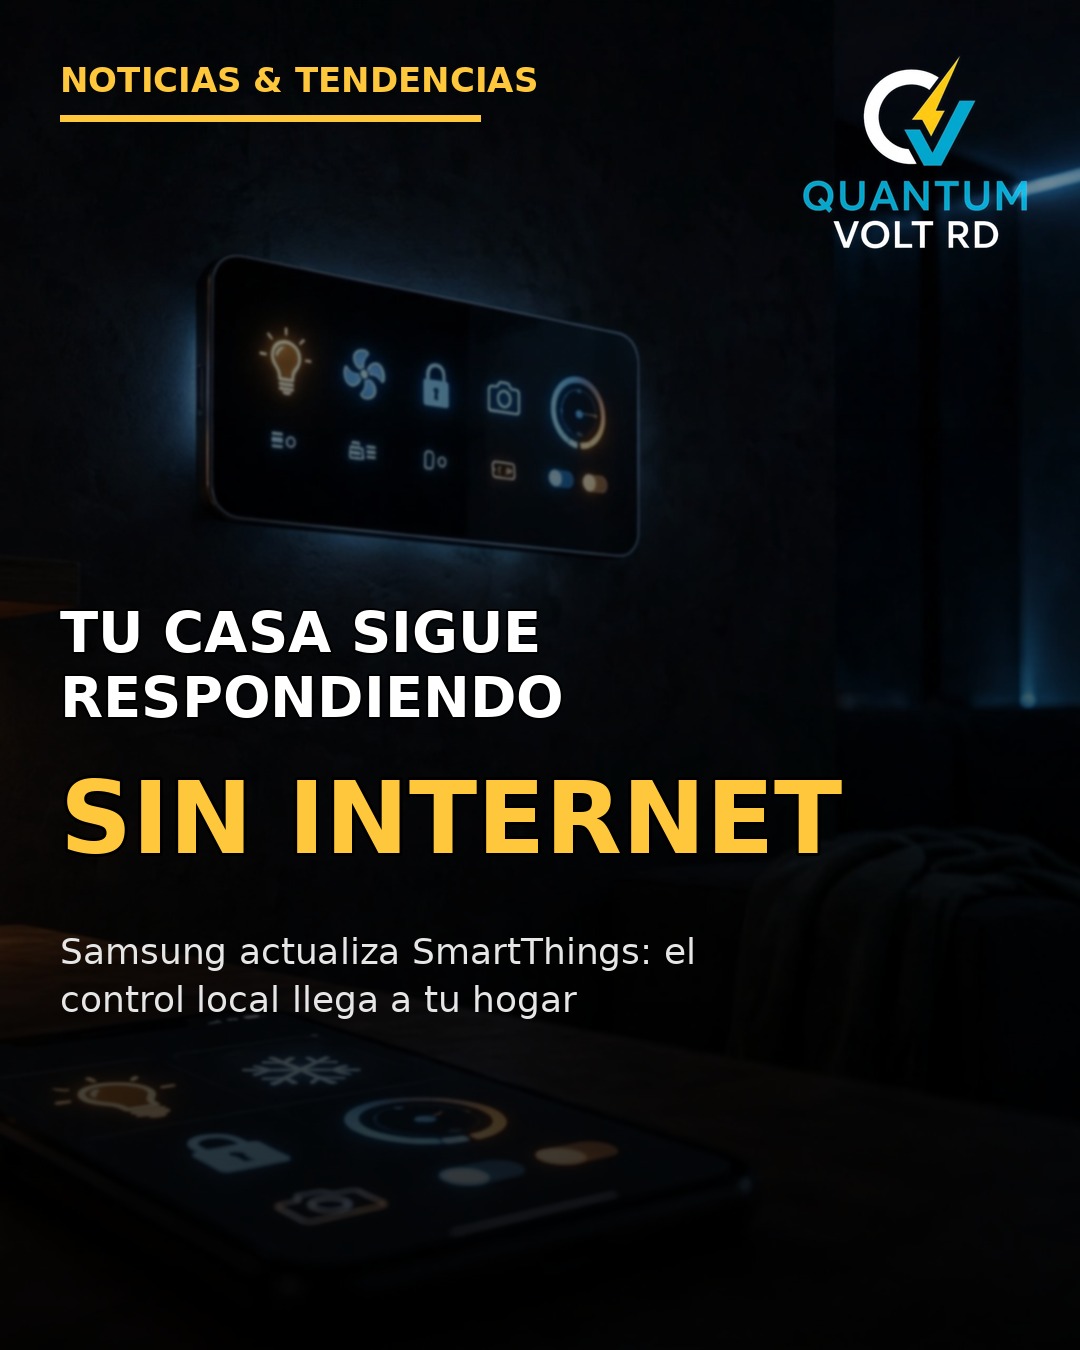 NOTICIAS & TENDENCIAS
QUANTUM
VOLT RD
TU CASA SIGUE
RESPONDIENDO
SIN INTERNET
Samsung actualiza SmartThings: el
control local llega a tu hogar